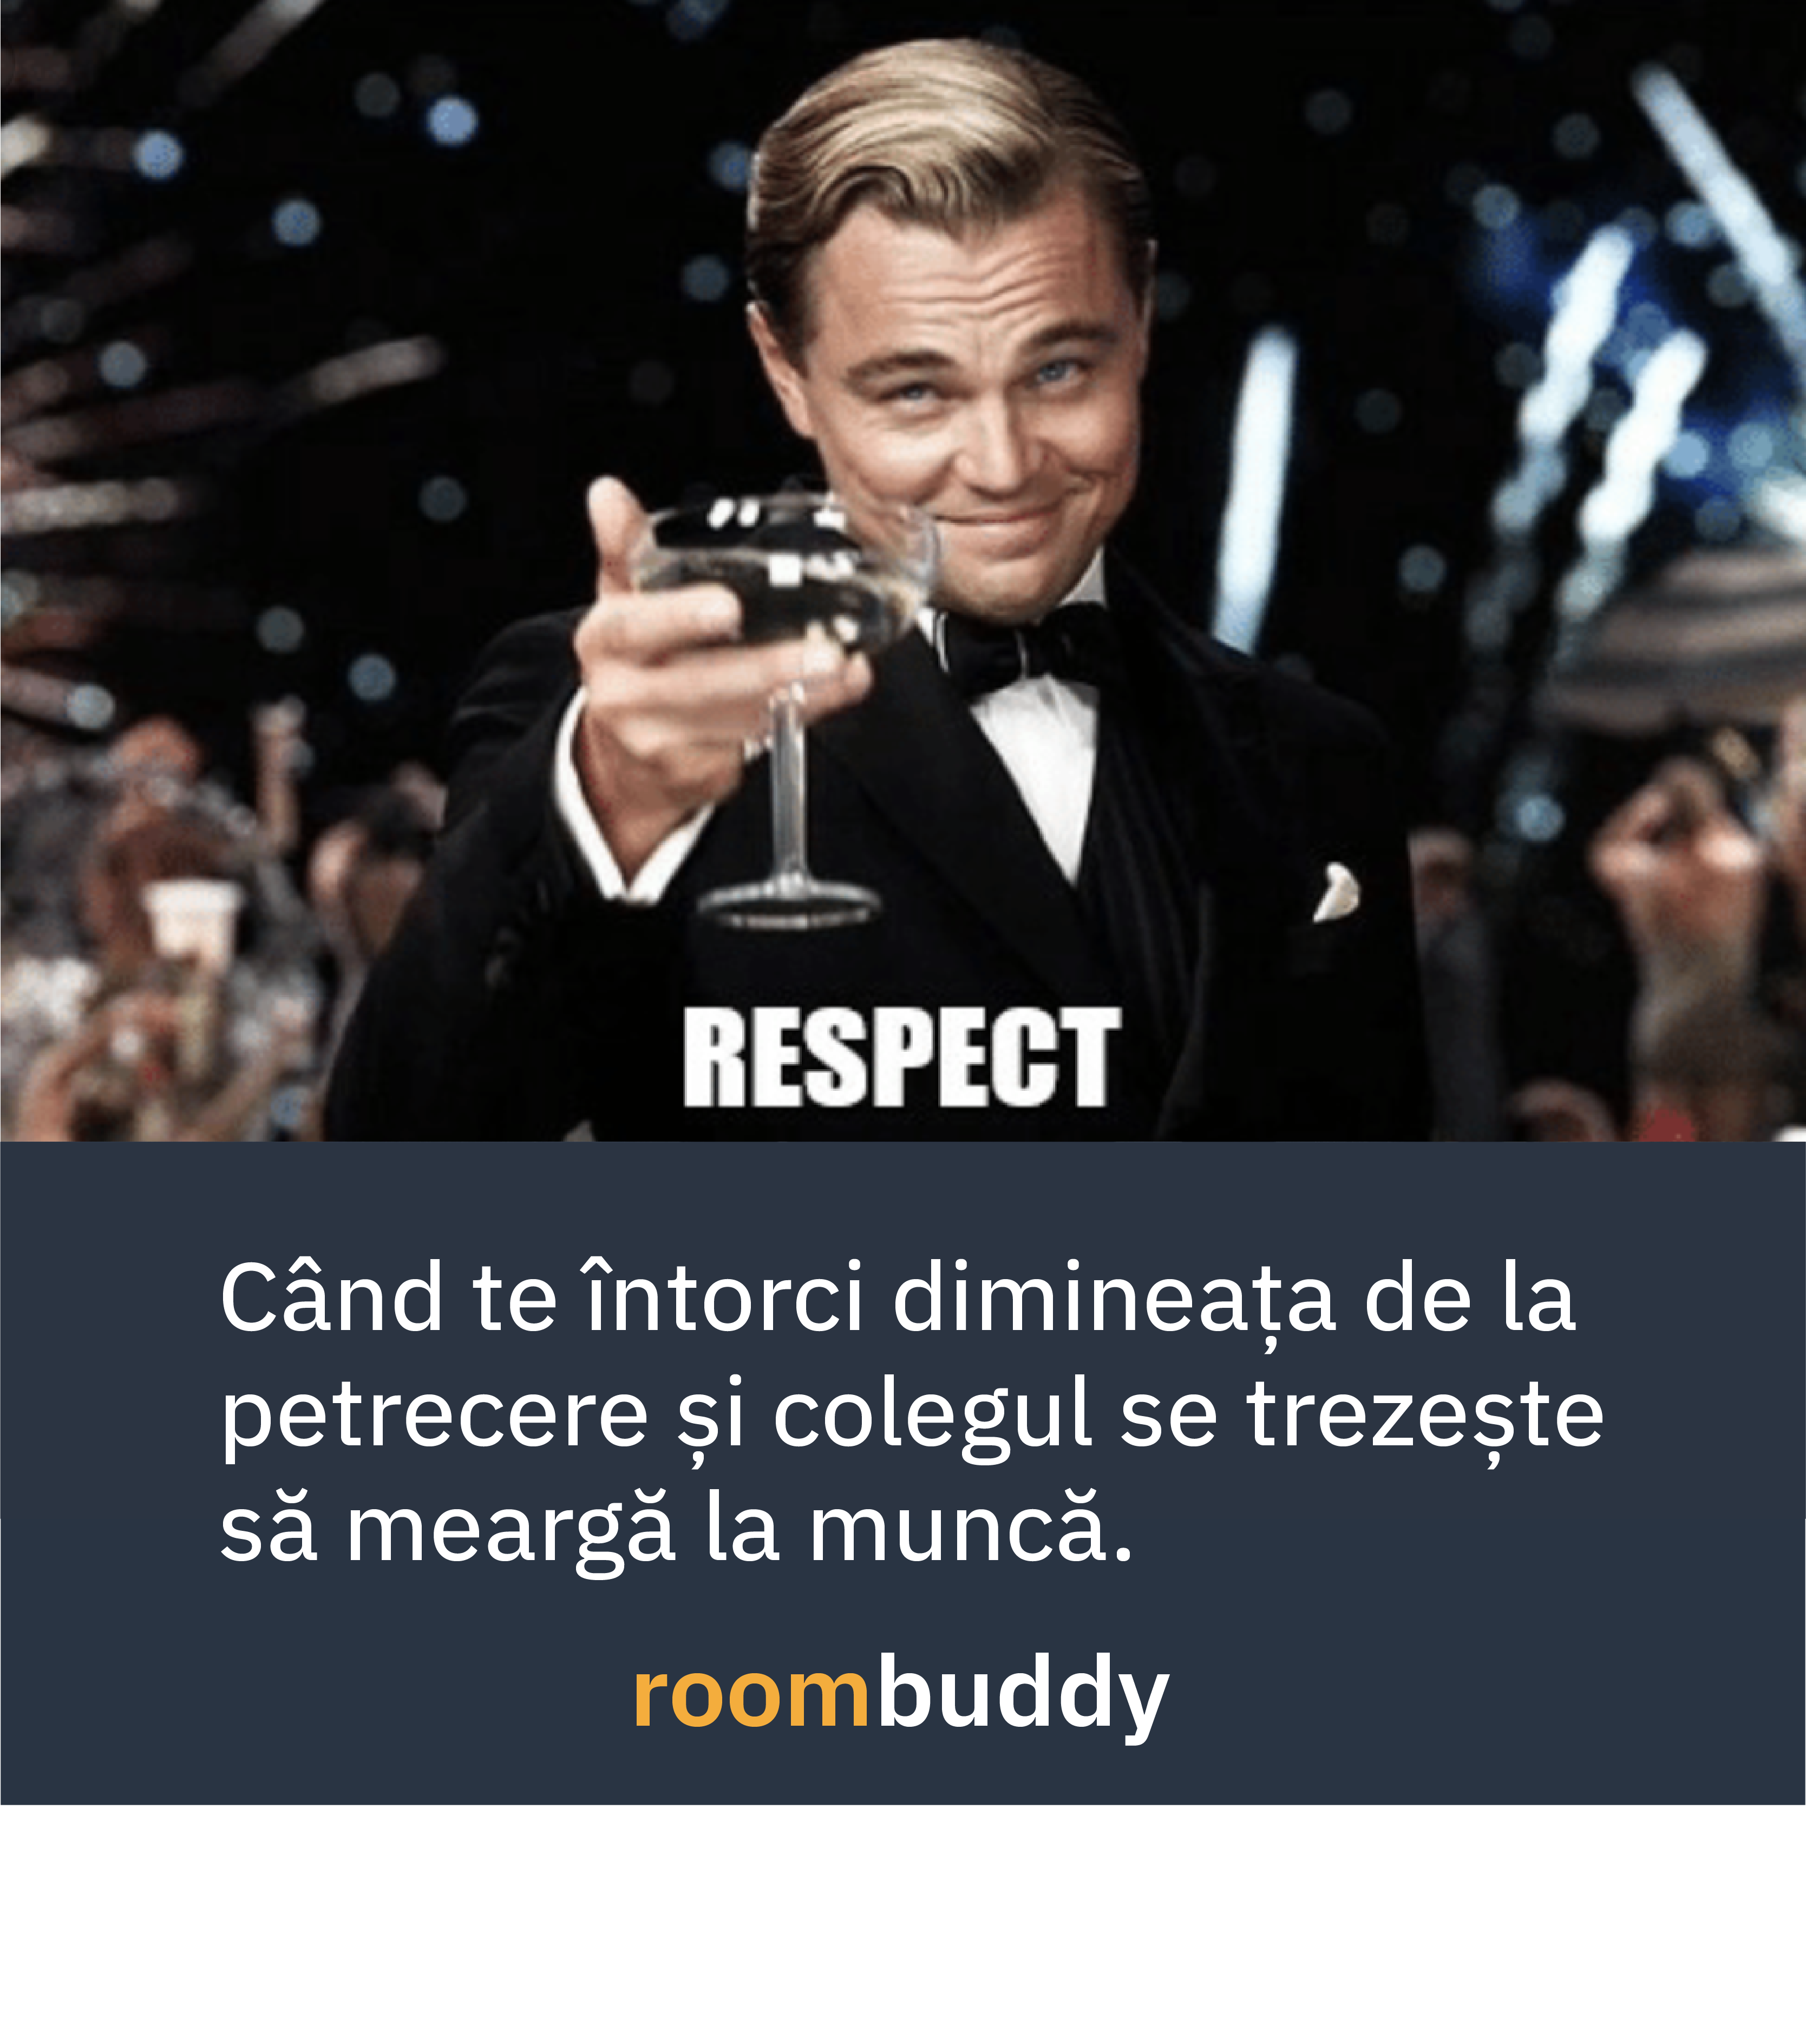 RESPECT
Când te întorci dimineața de la
petrecere și colegul se trezește
să meargă la muncă.
roombuddy